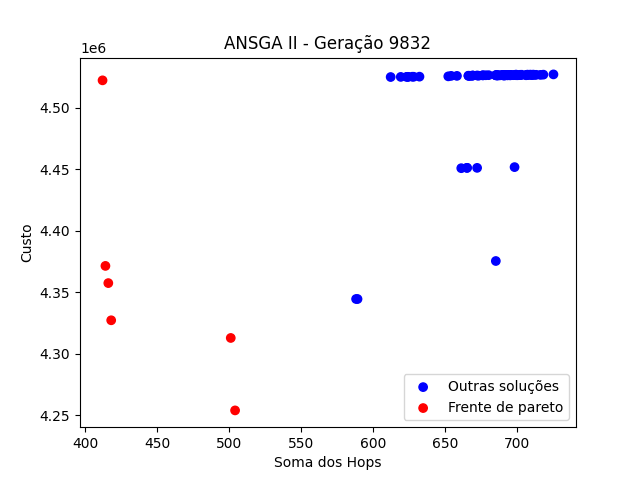 ANSGA II - Geração 9832
1e6
4.50
4.45
4.40
4.35
4.30
4.25
Custo
400 450 500 550 600 650 700
Soma dos Hops
Outras soluções
Frente de pareto